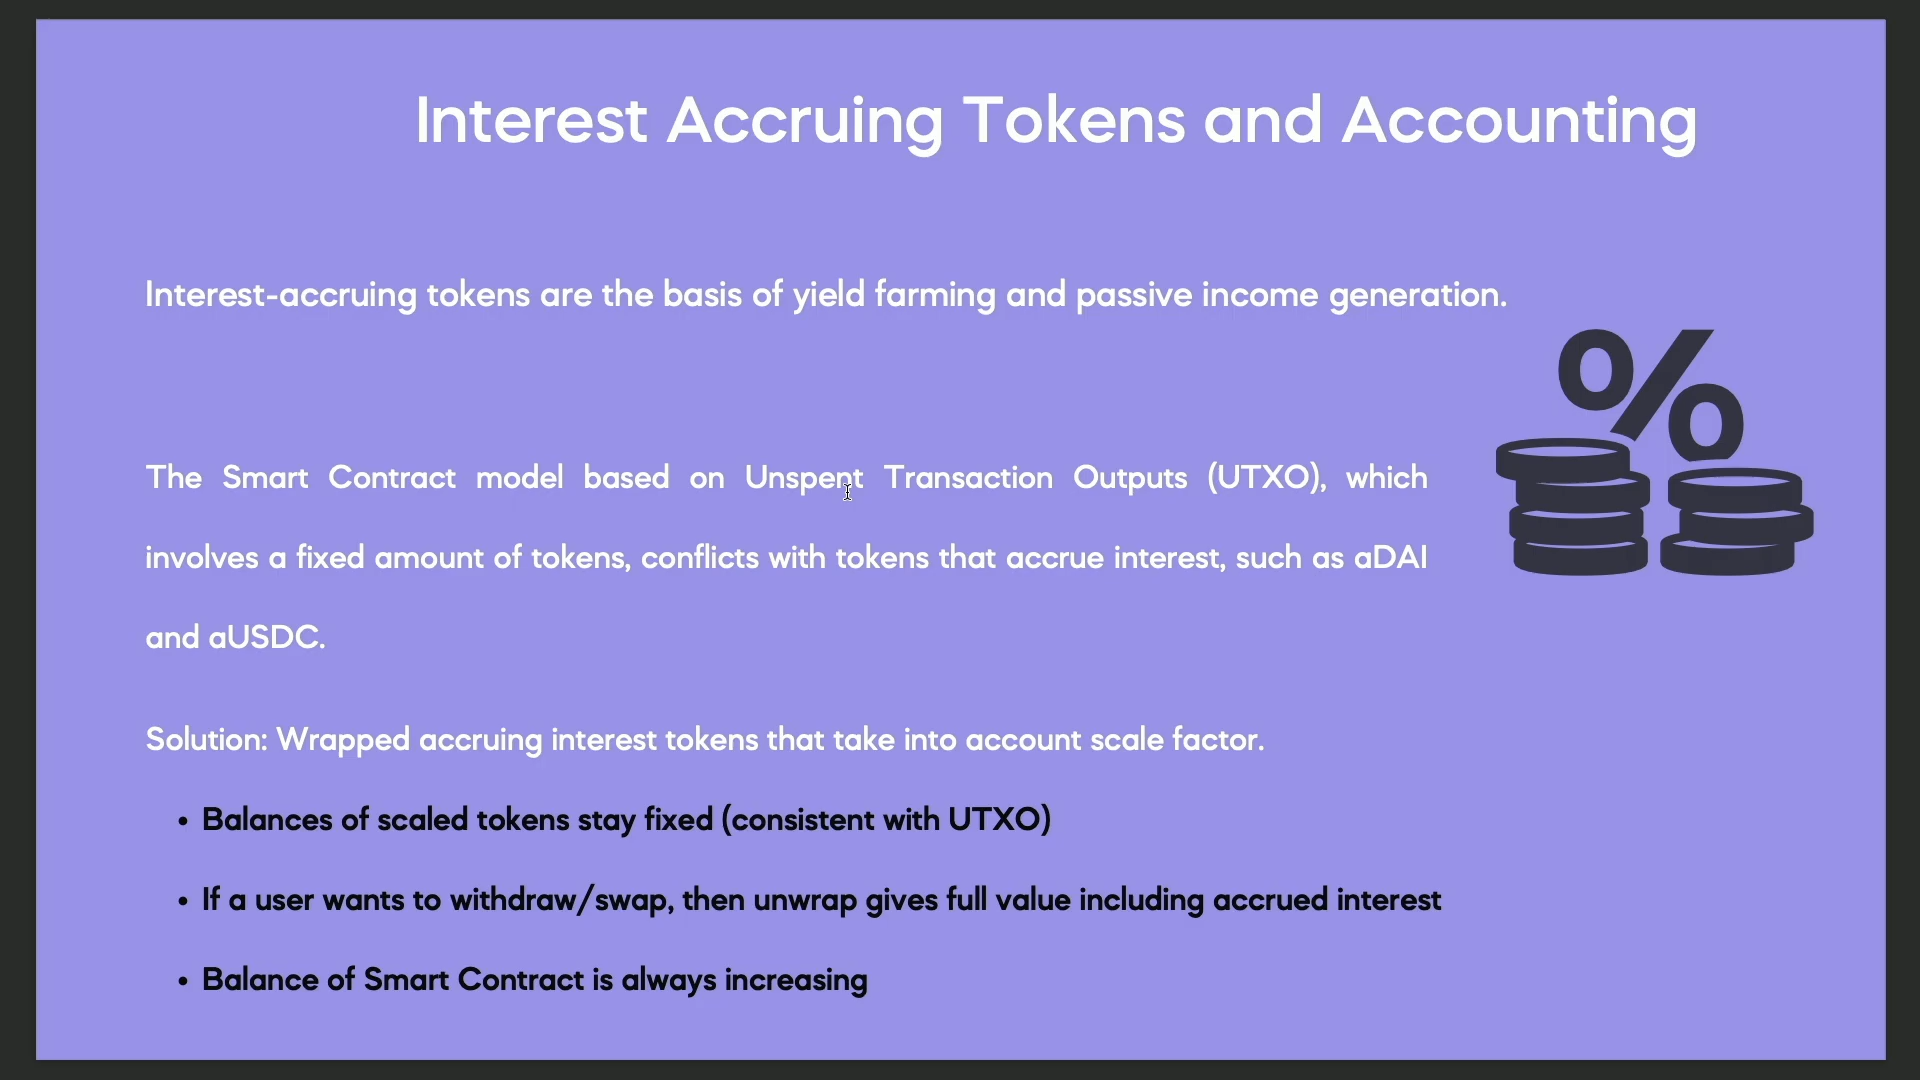 Interest Accruing Tokens and Accounting
Interest-accruing tokens are the basis of yield farming and passive income generation.
%
The Smart Contract model based on Unspent Transaction Outputs (UTXO), which
involves a fixed amount of tokens, conflicts with tokens that accrue interest, such as aDAI
and aUSDC.
Solution: Wrapped accruing interest tokens that take into account scale factor.
• Balances of scaled tokens stay fixed (consistent with UTXO)
• If a user wants to withdraw/swap, then unwrap gives full value including accrued interest
• Balance of Smart Contract is always increasing